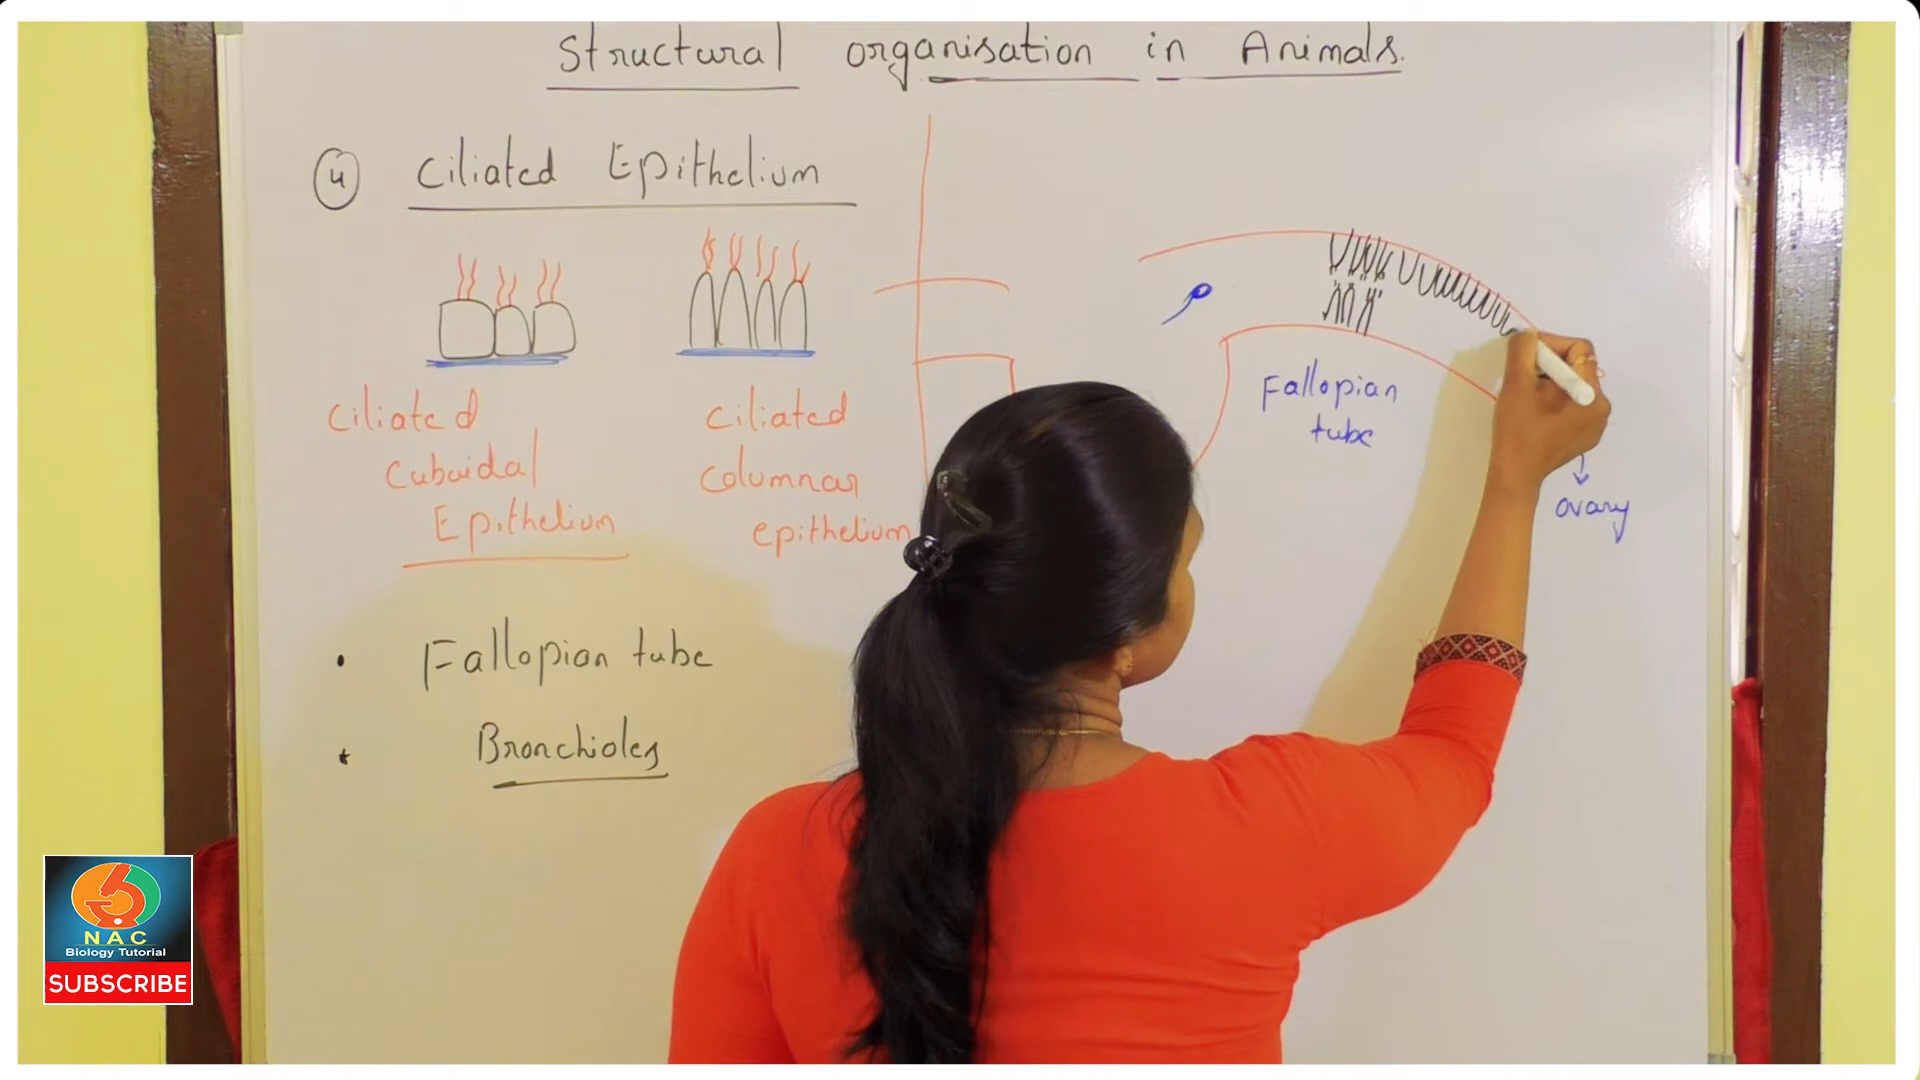 Structural organisation in Animals.
4 Ciliated Epithelium
Ciliated
Cuboidal
Epithelium
Ciliated
Columnar
epithelium
• Fallopian tube
* Bronchioles
Fallopian
tube
Ovary
NAC
Biology Tutorial
SUBSCRIBE